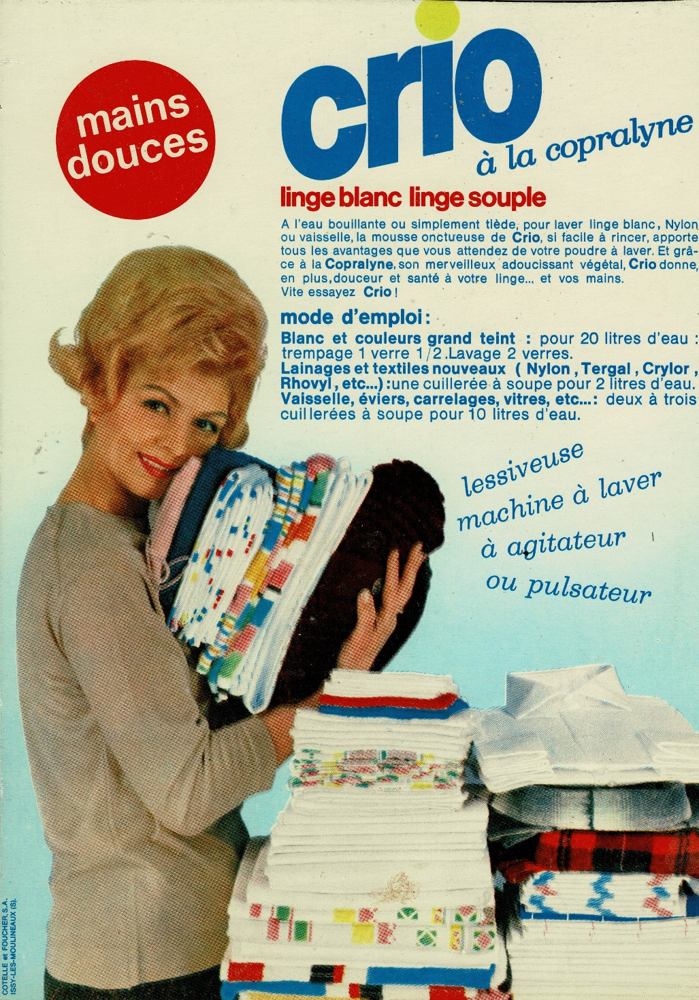 mains
douces
crio
à la copralyne
linge blanc linge souple
A l'eau bouillante ou simplement tiède, pour laver linge blanc, Nylon
ou vaisselle, la mousse onctueuse de Crio, si facile à rincer, apporte
tous les avantages que vous attendez de votre poudre à laver. Et grâ-
ce à la Copralyne, son merveilleux adoucissant végétal, Crio donne,
en plus, douceur et santé à votre linge... et vos mains.
Vite essayez Crio !
mode d'emploi :
Blanc et couleurs grand teint : pour 20 litres d'eau :
trempage 1 verre 1/2. Lavage 2 verres.
Lainages et textiles nouveaux ( Nylon , Tergal , Crylor ,
Rhovyl , etc...) : une cuillerée à soupe pour 2 litres d'eau.
Vaisselle, éviers, carrelages, vitres, etc... : deux à trois
cuillerées à soupe pour 10 litres d'eau.
lessiveuse
machine à laver
à agitateur
ou pulsateur
COTELLE et FOUCHER, S.A.
ISSY-LES-MOULINEAUX (S).